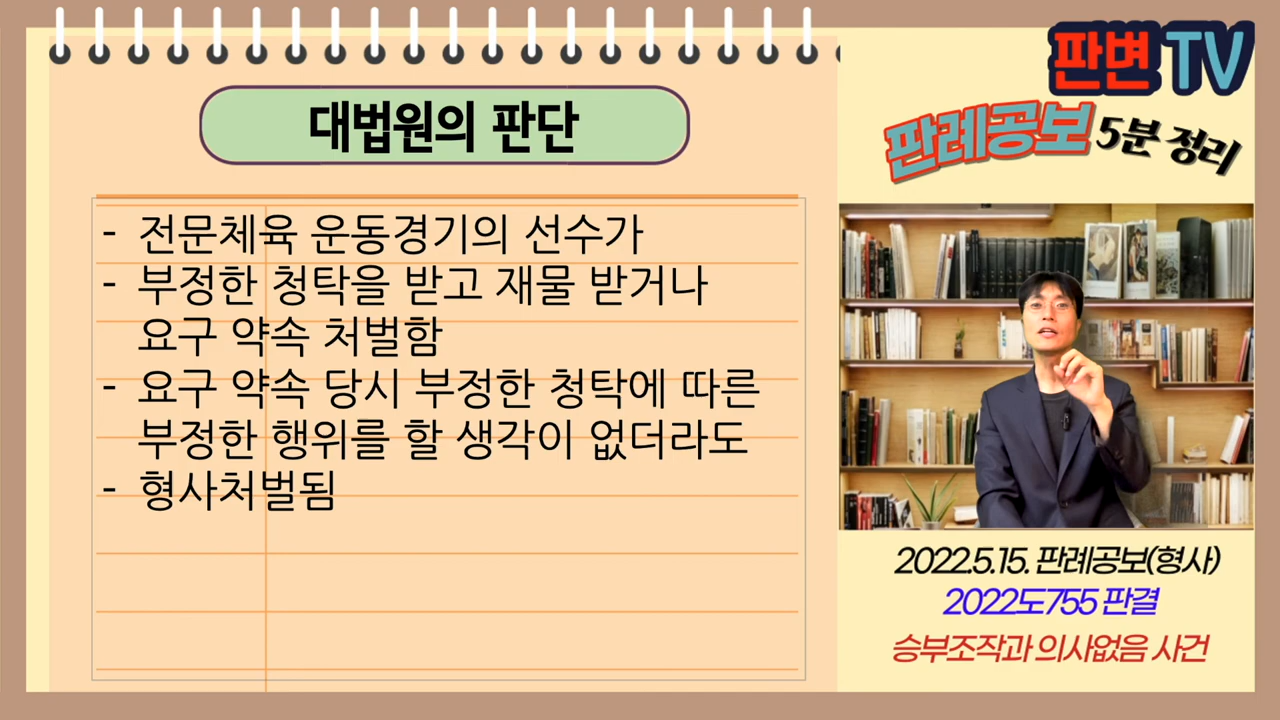 대법원의 판단
- 전문체육 운동경기의 선수가
- 부정한 청탁을 받고 재물 받거나
요구 약속 처벌함
- 요구 약속 당시 부정한 청탁에 따른
부정한 행위를 할 생각이 없더라도
- 형사처벌됨
판변 TV
판례공보 5분 정리
2022.5.15. 판례공보(형사)
2022도755 판결
승부조작과 의사없음 사건